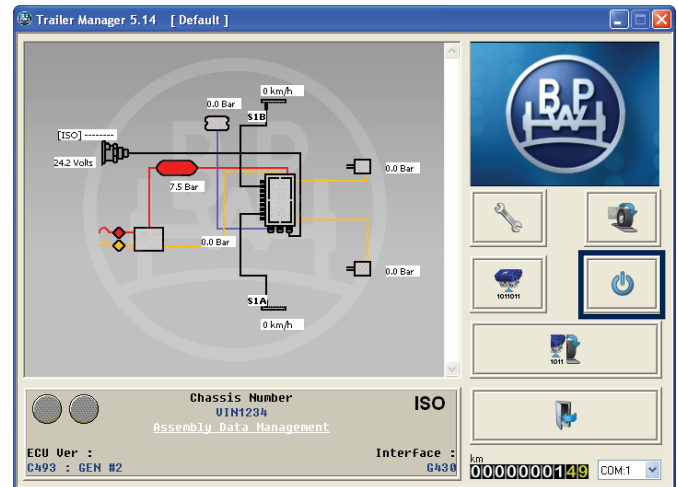 Trailer Manager 5.14 [ Default ]
0 km/h
0.0 Bar
S1B
[ISO] --------
24.2 Volts
0.0 Bar
7.5 Bar
0.0 Bar
0.0 Bar
S1A
0 km/h
BPW
1011011
1011
Chassis Number
ISO
VIN1234
Assembly Data Management
ECU Ver :
Interface :
C493 : GEN #2
G430
km
0000000149
COM:1